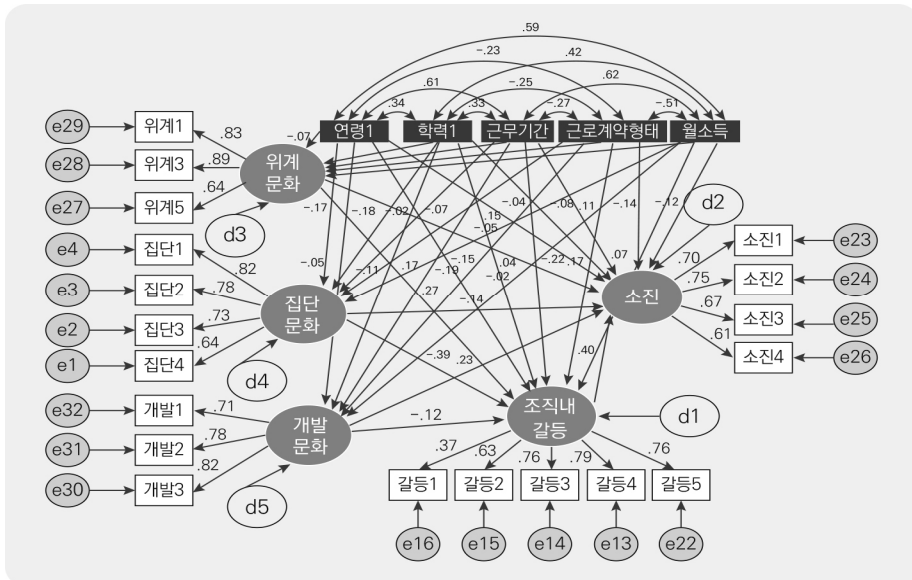 .59
-.23
.42
.61
-.25
.62
.34
.33
-.27
-.51
연령1
학력1
근무기간
근로계약형태
월소득
e29
위계1
.83
-.07
e28
위계3
.89
위계
문화
e27
위계5
.64
d3
-.17
-.18
-.02
-.07
.15
-.05
-.04
-.08
.11
-.14
-.12
d2
e4
집단1
.82
e3
집단2
.78
e2
집단3
.73
e1
집단4
.64
집단
문화
d4
-.05
-.11
.17
-.15
-.19
.04
-.02
-.22
.17
.07
.27
-.14
소진
.70
소진1
e23
.75
소진2
e24
.67
소진3
e25
.61
소진4
e26
-.39
.23
.40
e32
개발1
.71
e31
개발2
.78
e30
개발3
.82
개발
문화
d5
-.12
조직내
갈등
d1
.37
.63
.76
.79
.76
갈등1
갈등2
갈등3
갈등4
갈등5
e16
e15
e14
e13
e22